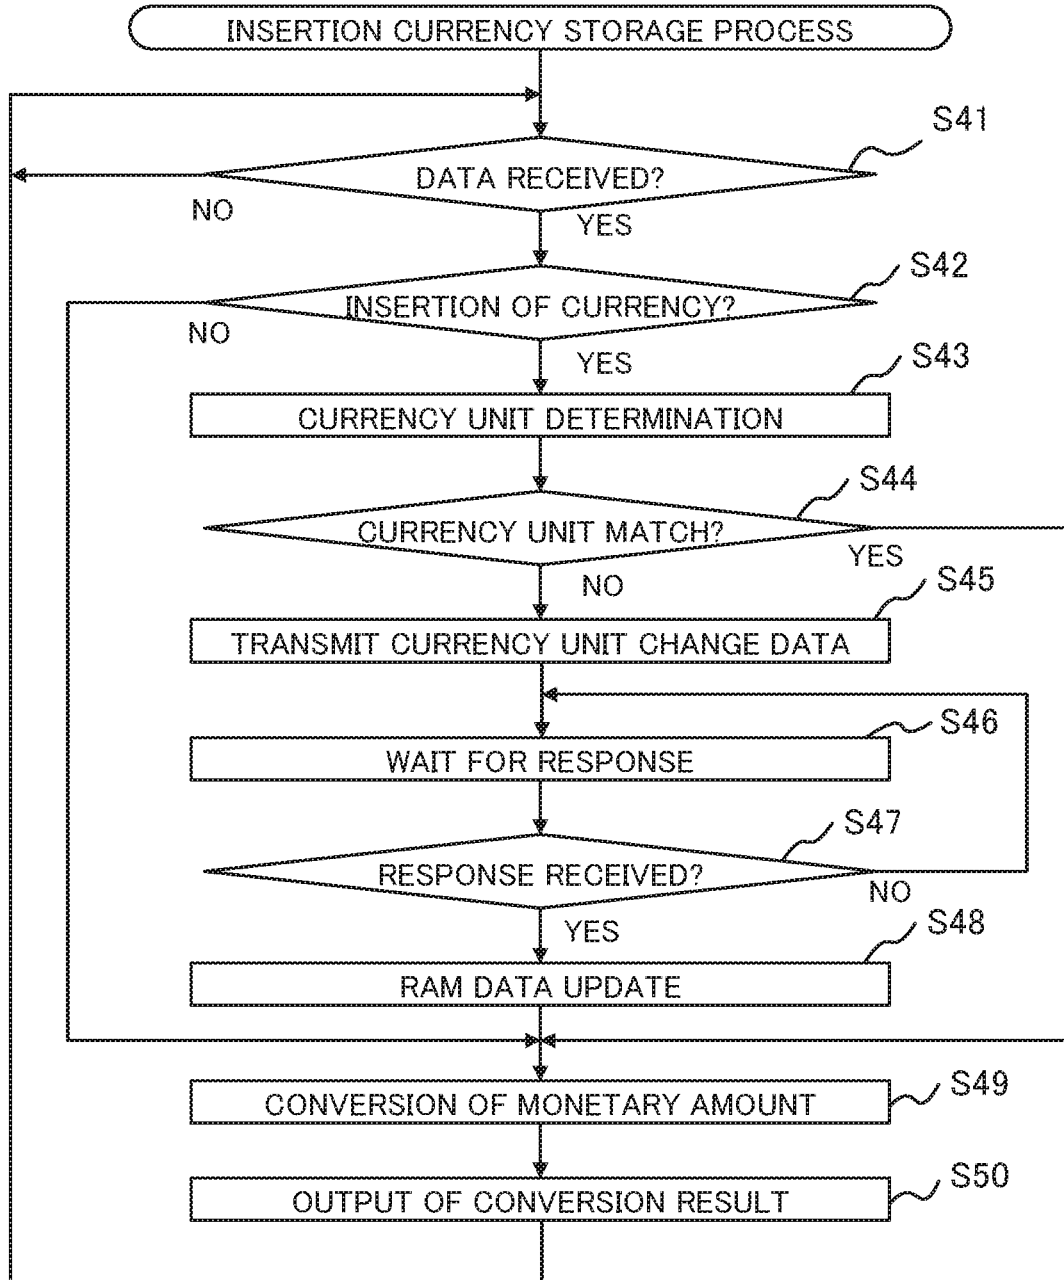 INSERTION CURRENCY STORAGE PROCESS
S41
DATA RECEIVED?
NO
YES
S42
INSERTION OF CURRENCY?
NO
YES
S43
CURRENCY UNIT DETERMINATION
S44
CURRENCY UNIT MATCH?
YES
NO
S45
TRANSMIT CURRENCY UNIT CHANGE DATA
S46
WAIT FOR RESPONSE
S47
RESPONSE RECEIVED?
NO
YES
S48
RAM DATA UPDATE
S49
CONVERSION OF MONETARY AMOUNT
S50
OUTPUT OF CONVERSION RESULT